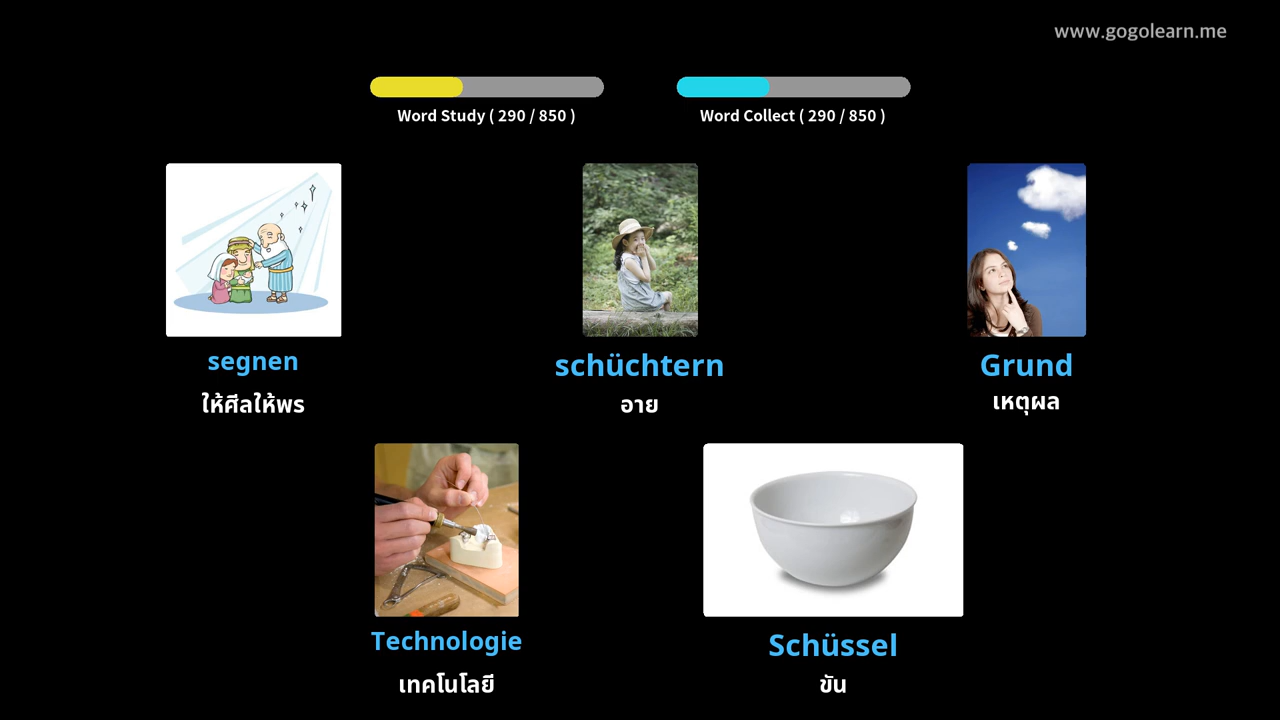 www.gogolearn.me
Word Study ( 290 / 850 )
Word Collect ( 290 / 850 )
segnen
ให้ศีลให้พร
schüchtern
อาย
Grund
เหตุผล
Technologie
เทคโนโลยี
Schüssel
ขัน